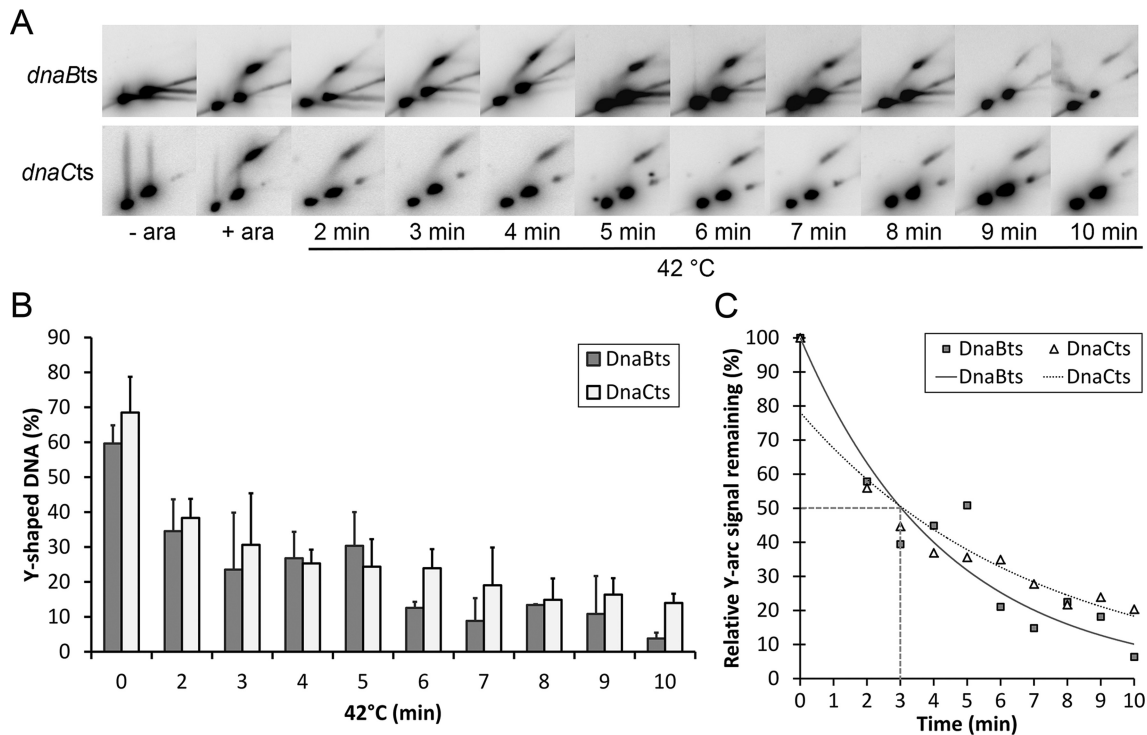 A
dnaBts
dnaCts
- ara + ara 2 min 3 min 4 min 5 min 6 min 7 min 8 min 9 min 10 min
42 °C
B
90
80
70
60
50
40
30
20
10
0
Y-shaped DNA (%)
DnaBts
DnaCts
0 2 3 4 5 6 7 8 9 10
42°C (min)
C
100
90
80
70
60
50
40
30
20
10
0
Relative Y-arc signal remaining (%)
DnaBts DnaCts
DnaBts DnaCts
0 1 2 3 4 5 6 7 8 9 10
Time (min)